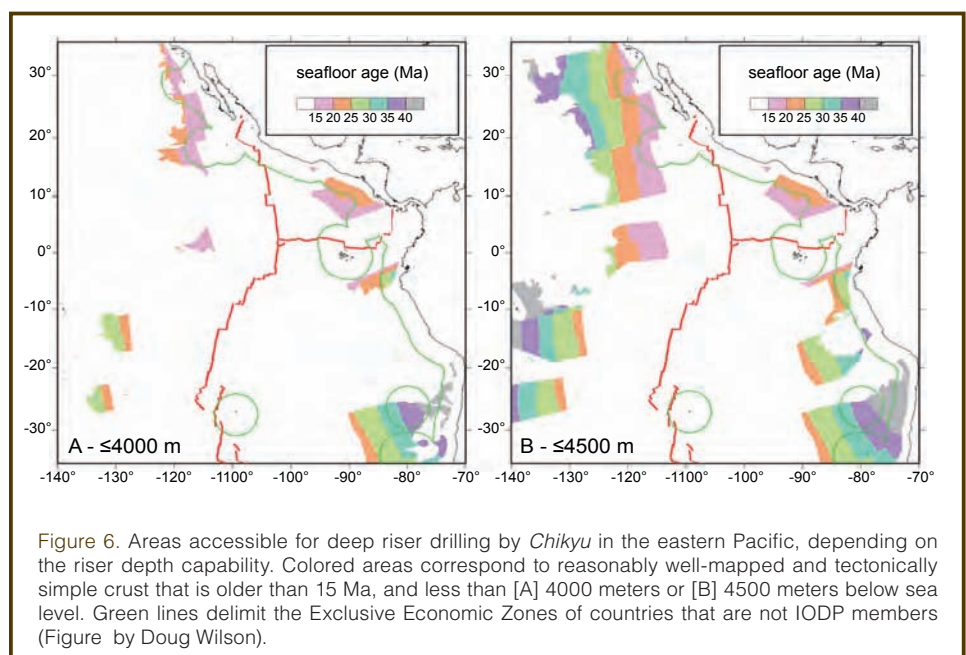 seafloor age (Ma)
15 20 25 30 35 40
30°
20°
10°
0°
-10°
-20°
-30°
A - ≤4000 m
-140° -130° -120° -110° -100° -90° -80° -70°
seafloor age (Ma)
15 20 25 30 35 40
30°
20°
10°
0°
-10°
-20°
-30°
B - ≤4500 m
-140° -130° -120° -110° -100° -90° -80° -70°
Figure 6. Areas accessible for deep riser drilling by Chikyu in the eastern Pacific, depending on
the riser depth capability. Colored areas correspond to reasonably well-mapped and tectonically
simple crust that is older than 15 Ma, and less than [A] 4000 meters or [B] 4500 meters below sea
level. Green lines delimit the Exclusive Economic Zones of countries that are not IODP members
(Figure by Doug Wilson).